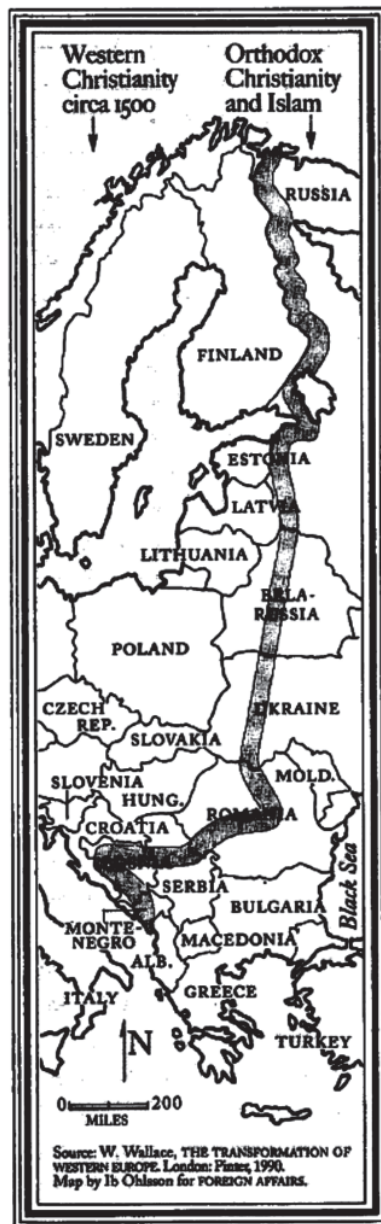 Western
Christianity
circa 1500
Orthodox
Christianity
and Islam
RUSSIA
FINLAND
SWEDEN
ESTONIA
LATVIA
LITHUANIA
BELA-
RUSSIA
POLAND
UKRAINE
CZECH
REP.
SLOVAKIA
MOLD.
SLOVENIA
HUNG.
ROMANIA
CROATIA
SERBIA
Black Sea
BULGARIA
MONTE-
NEGRO
MACEDONIA
ALB.
ITALY
GREECE
TURKEY
N
0 200
MILES
Source: W. Wallace, THE TRANSFORMATION OF
WESTERN EUROPE. London: Pinter, 1990.
Map by Ib Ohlsson for FOREIGN AFFAIRS.